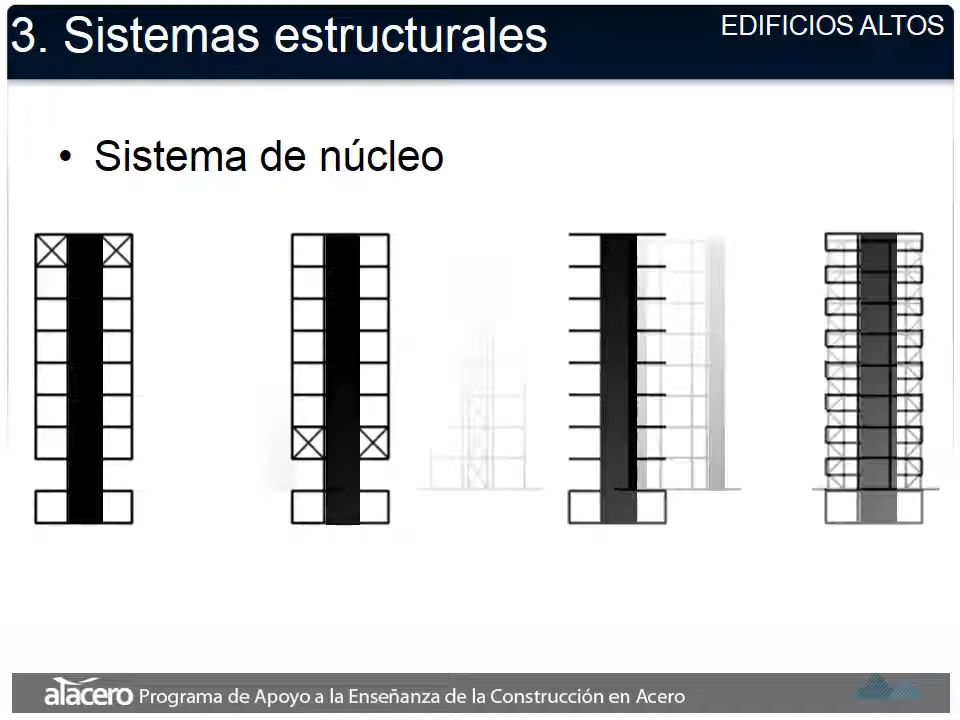 3. Sistemas estructurales
EDIFICIOS ALTOS
• Sistema de núcleo
alacero Programa de Apoyo a la Enseñanza de la Construcción en Acero